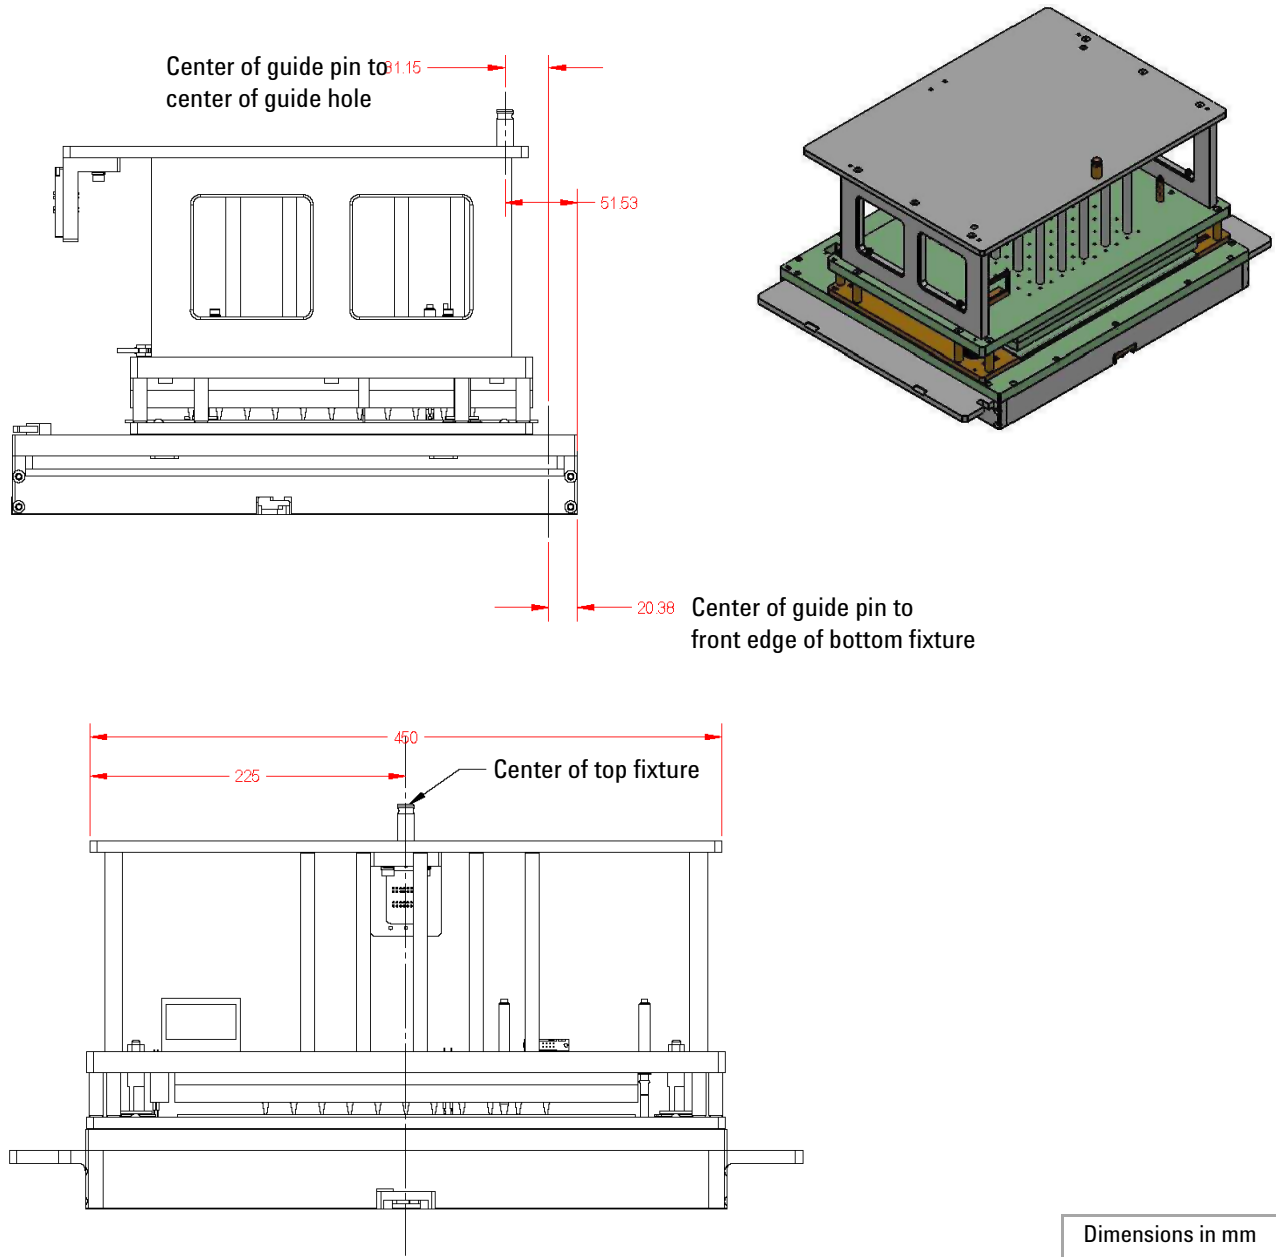 Center of guide pin to 31.15
center of guide hole
51.53
20.38 Center of guide pin to
front edge of bottom fixture
450
225
Center of top fixture
Dimensions in mm